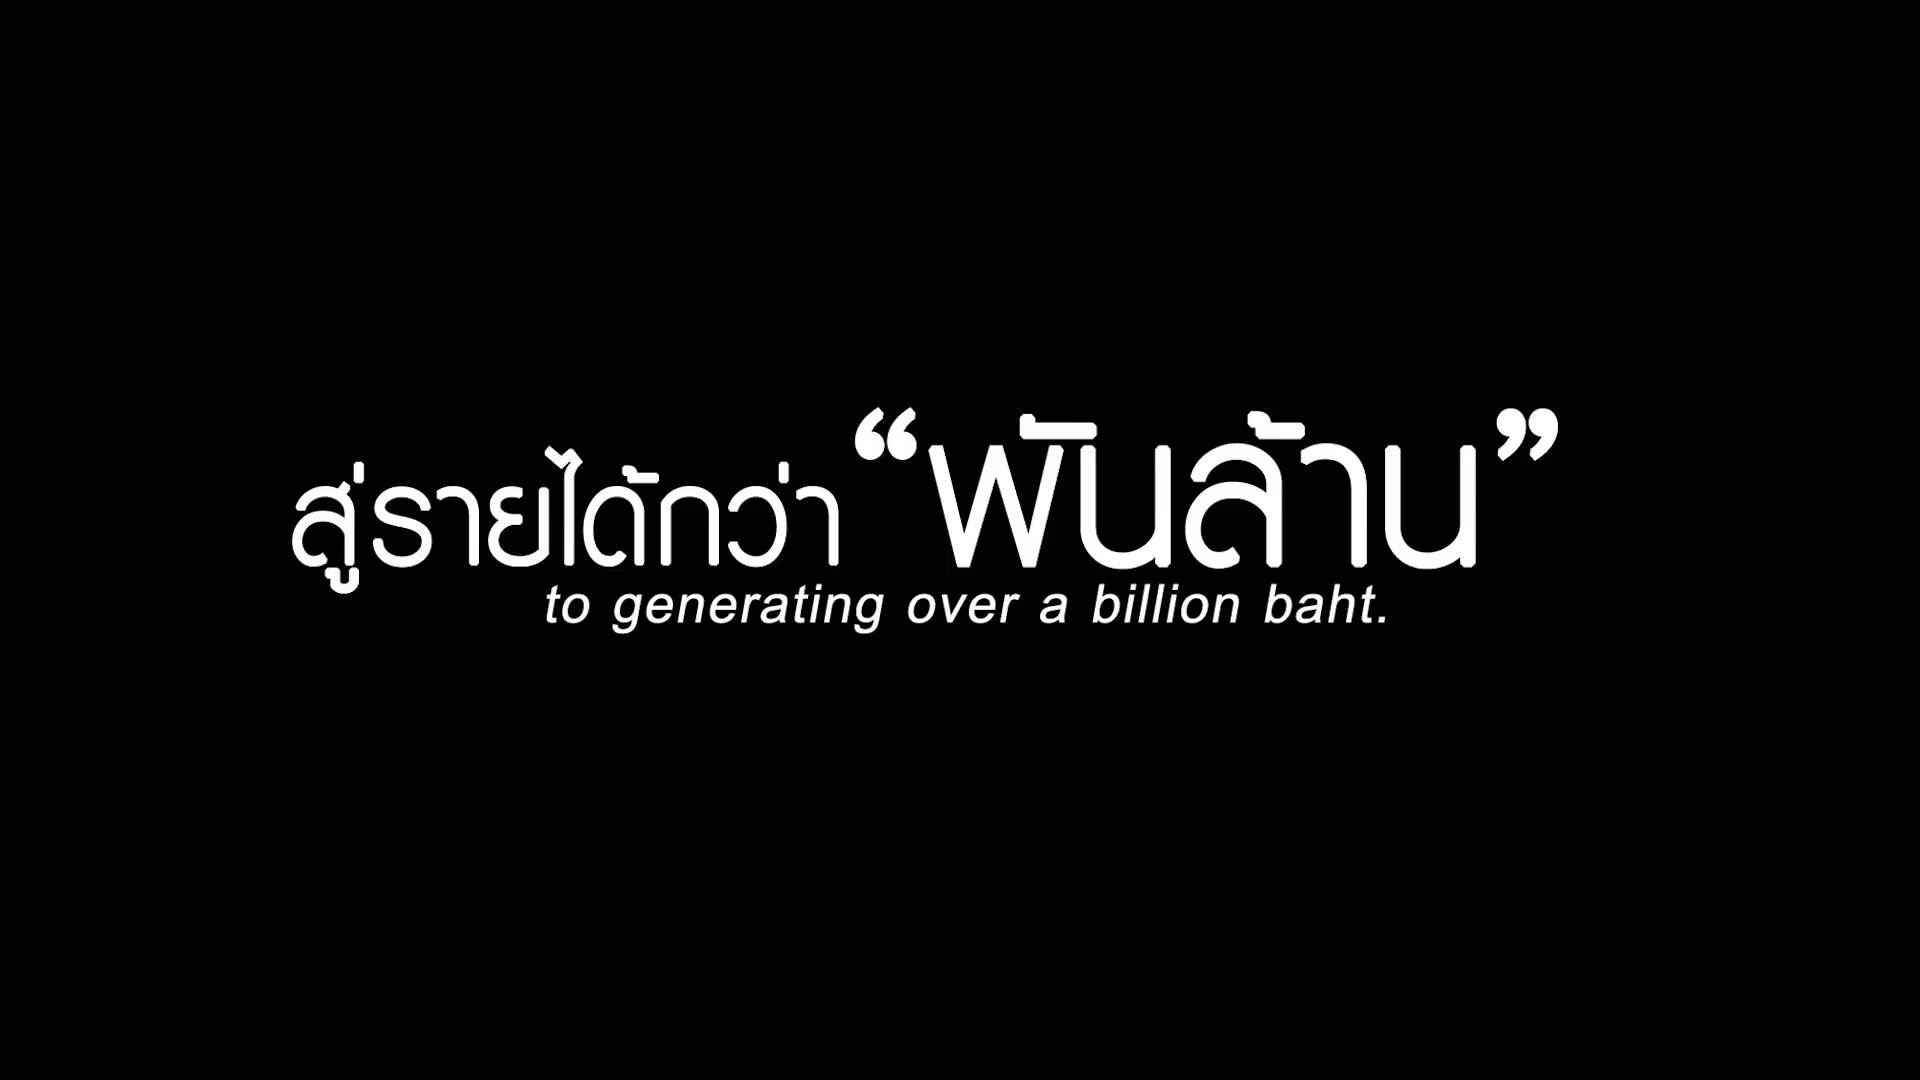 สู่รายได้กว่า “พันล้าน”
to generating over a billion baht.